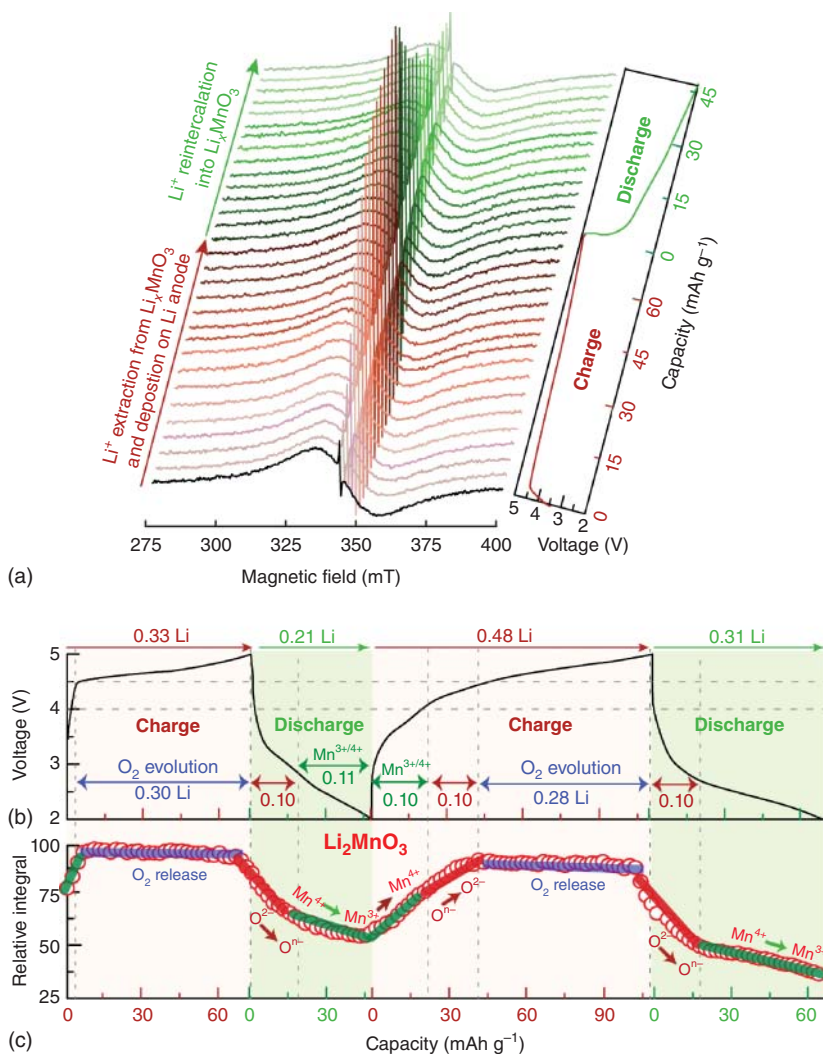 Li⁺ reintercalation
into LiₓMnO₃
Li⁺ extraction from LiₓMnO₃
and depostion on Li anode
Discharge
Charge
45
30
15
0
60
45
30
15
0
Capacity (mAh g⁻¹)
5 4 3 2
Voltage (V)
275 300 325 350 375 400
Magnetic field (mT)
(a)
0.33 Li 0.21 Li 0.48 Li 0.31 Li
5
4
3
2
Voltage (V)
Charge Discharge Charge Discharge
O₂ evolution
0.30 Li
0.10
Mn³⁺/⁴⁺
0.11
Mn³⁺/⁴⁺
0.10
0.10
O₂ evolution
0.28 Li
0.10
(b)
Li₂MnO₃
100
75
50
25
Relative integral
O₂ release
O²⁻
Oⁿ⁻
Mn⁴
Mn³⁺
Mn⁴⁺
Oⁿ⁻
O²⁻
O₂ release
O²⁻
Oⁿ⁻
Mn⁴⁺
Mn³
0 30 60 0 30 0 30 60 90 0 30 60
Capacity (mAh g⁻¹)
(c)